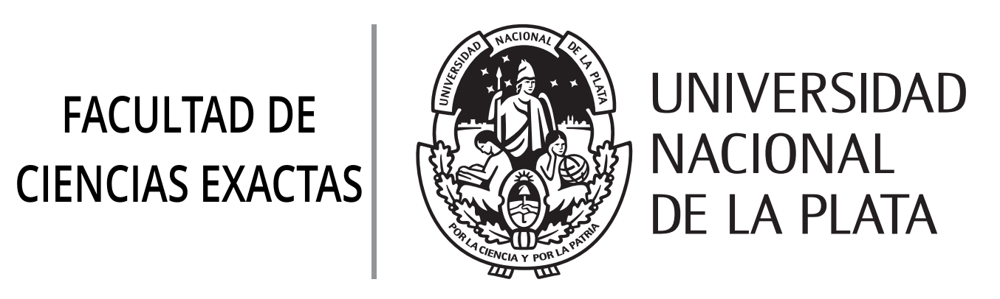 FACULTAD DE
CIENCIAS EXACTAS
UNIVERSIDAD NACIONAL DE LA PLATA
POR LA CIENCIA Y POR LA PATRIA
UNIVERSIDAD
NACIONAL
DE LA PLATA